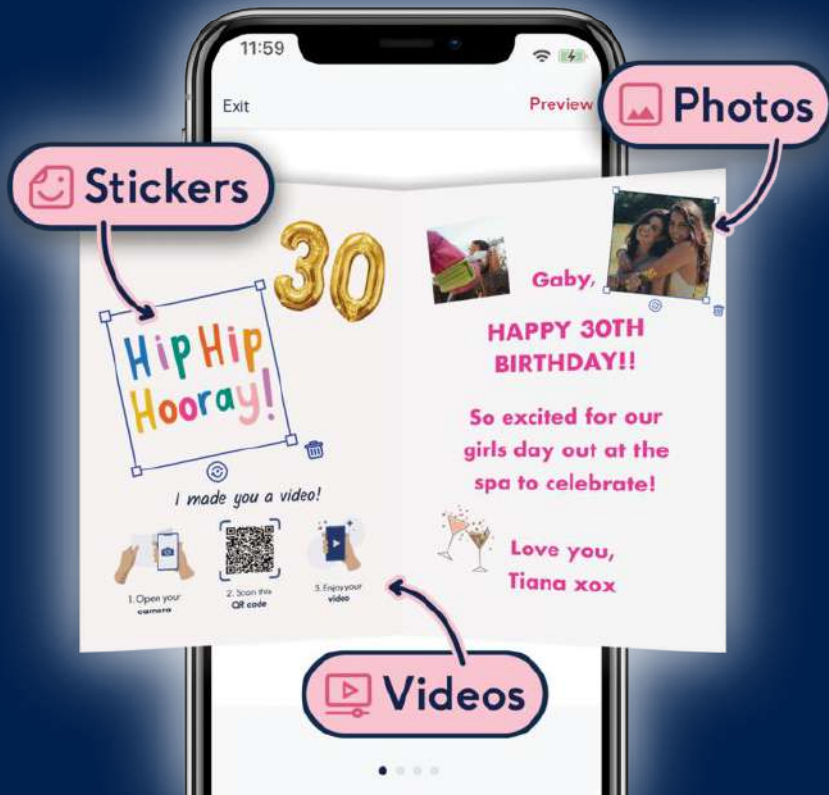 11:59
Exit
Preview
Photos
Stickers
30
Hip Hip
Hooray!
I made you a video!
1. Open your
camera
2. Scan this
QR code
3. Enjoy your
video
Gaby,
HAPPY 30TH
BIRTHDAY!!
So excited for our
girls day out at the
spa to celebrate!
Love you,
Tiana xox
Videos